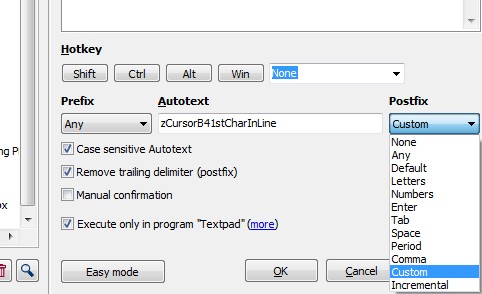 Hotkey
Shift Ctrl Alt Win None
Prefix Autotext Postfix
Any zCursorB41stCharInLine Custom
None
Any
Default
Letters
Numbers
Enter
Tab
Space
Period
Comma
Custom
Incremental
Case sensitive Autotext
Remove trailing delimiter (postfix)
Manual confirmation
Execute only in program "Textpad" (more)
Easy mode OK Cancel